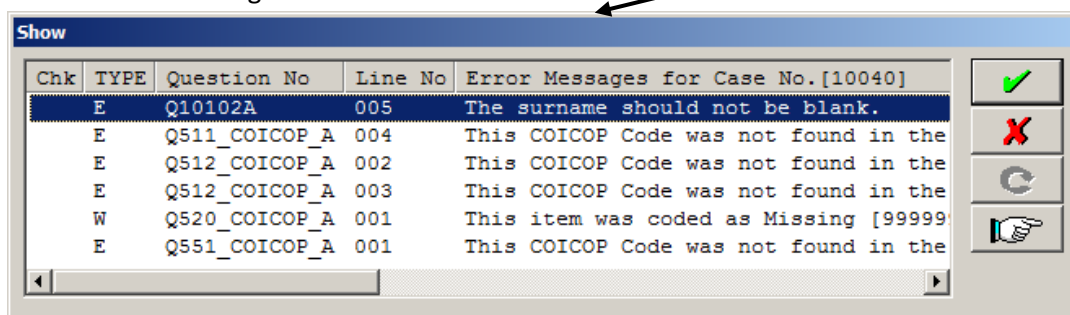 Show
Chk TYPE Question No Line No Error Messages for Case No.[10040]
E Q10102A 005 The surname should not be blank.
E Q511_COICOP_A 004 This COICOP Code was not found in the
E Q512_COICOP_A 002 This COICOP Code was not found in the
E Q512_COICOP_A 003 This COICOP Code was not found in the
W Q520_COICOP_A 001 This item was coded as Missing [999999
E Q551_COICOP_A 001 This COICOP Code was not found in the